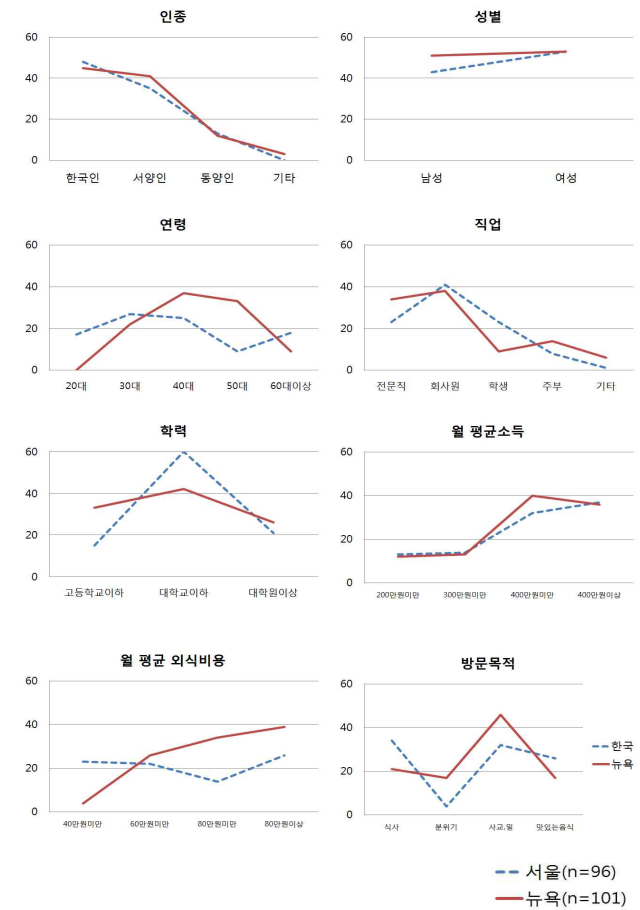 인종
60
40
20
0
한국인 서양인 동양인 기타
성별
60
40
20
0
남성 여성
연령
60
40
20
0
20대 30대 40대 50대 60대이상
직업
60
40
20
0
전문직 회사원 학생 주부 기타
학력
60
40
20
0
고등학교이하 대학교이하 대학원이상
월 평균소득
60
40
20
0
200만원미만 300만원미만 400만원미만 400만원이상
월 평균 외식비용
60
40
20
0
40만원미만 60만원미만 80만원미만 80만원이상
방문목적
60
40
20
0
식사 분위기 사교,일 맛있는음식
한국
뉴욕
서울(n=96)
뉴욕(n=101)